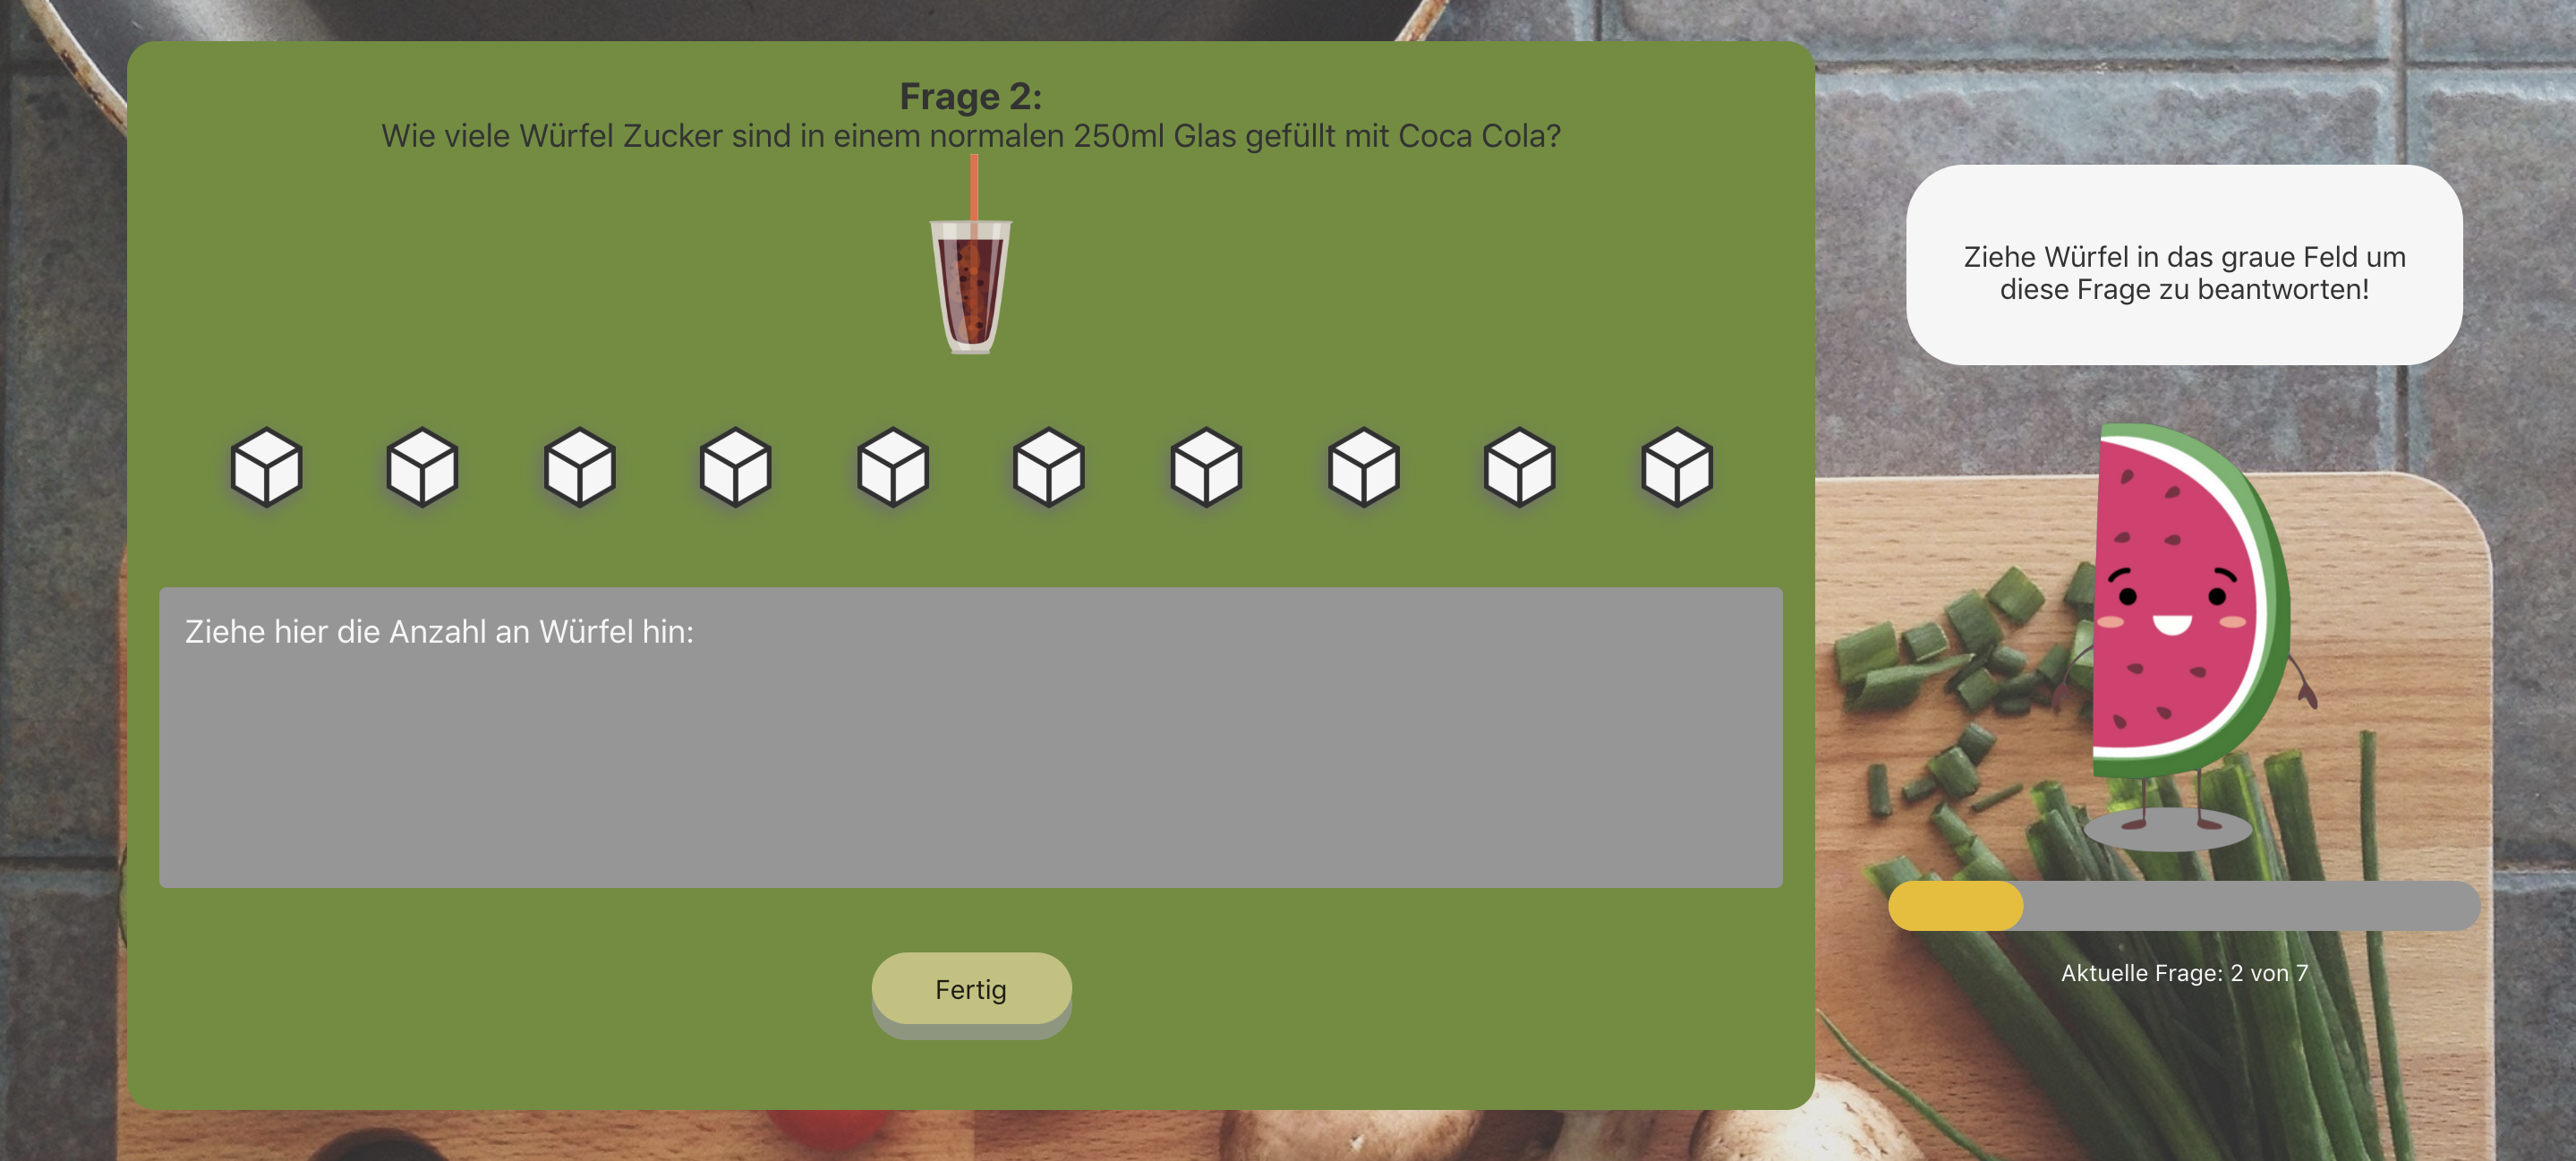 Frage 2:
Wie viele Würfel Zucker sind in einem normalen 250ml Glas gefüllt mit Coca Cola?
Ziehe Würfel in das graue Feld um
diese Frage zu beantworten!
Ziehe hier die Anzahl an Würfel hin:
Fertig
Aktuelle Frage: 2 von 7